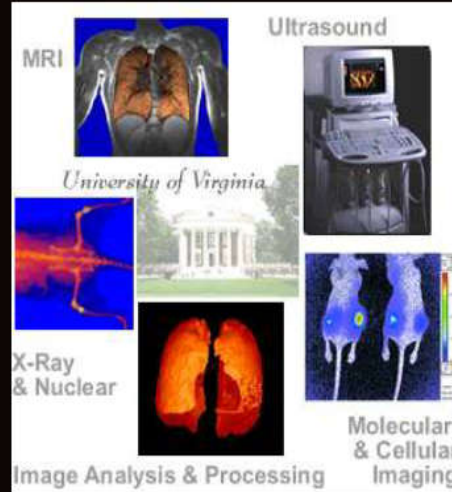 Ultrasound
MRI
University of Virginia
X-Ray
& Nuclear
Molecular
& Cellular
Imaging
Image Analysis & Processing